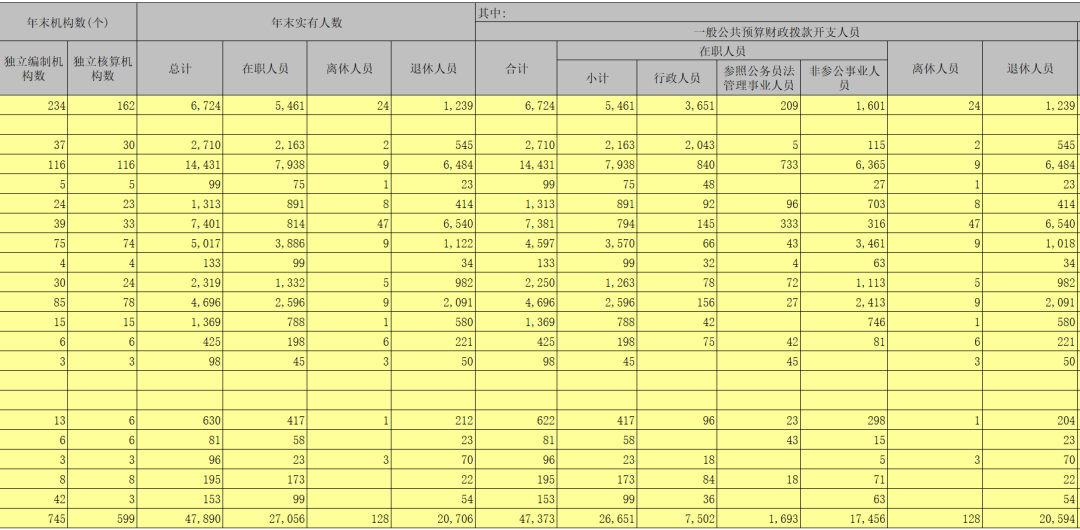 年末机构数(个) 年末实有人数 其中:
一般公共预算财政拨款开支人员
独立编制机构数 独立核算机构数 总计 在职人员 离休人员 退休人员 合计 在职人员 离休人员 退休人员
小计 行政人员 参照公务员法管理事业人员 非参公事业人员
234 162 6,724 5,461 24 1,239 6,724 5,461 3,651 209 1,601 24 1,239
37 30 2,710 2,163 2 545 2,710 2,163 2,043 5 115 2 545
116 116 14,431 7,938 9 6,484 14,431 7,938 840 733 6,365 9 6,484
5 5 99 75 1 23 99 75 48 27 1 23
24 23 1,313 891 8 414 1,313 891 92 96 703 8 414
39 33 7,401 814 47 6,540 7,381 794 145 333 316 47 6,540
75 74 5,017 3,886 9 1,122 4,597 3,570 66 43 3,461 9 1,018
4 4 133 99 34 133 99 32 4 63 34
30 24 2,319 1,332 5 982 2,250 1,263 78 72 1,113 5 982
85 78 4,696 2,596 9 2,091 4,696 2,596 156 27 2,413 9 2,091
15 15 1,369 788 1 580 1,369 788 42 746 1 580
6 6 425 198 6 221 425 198 75 42 81 6 221
3 3 98 45 3 50 98 45 45 3 50
13 6 630 417 1 212 622 417 96 23 298 1 204
6 6 81 58 23 81 58 43 15 23
3 3 96 23 3 70 96 23 18 5 3 70
8 8 195 173 22 195 173 84 18 71 22
42 3 153 99 54 153 99 36 63 54
745 599 47,890 27,056 128 20,706 47,373 26,651 7,502 1,693 17,456 128 20,594